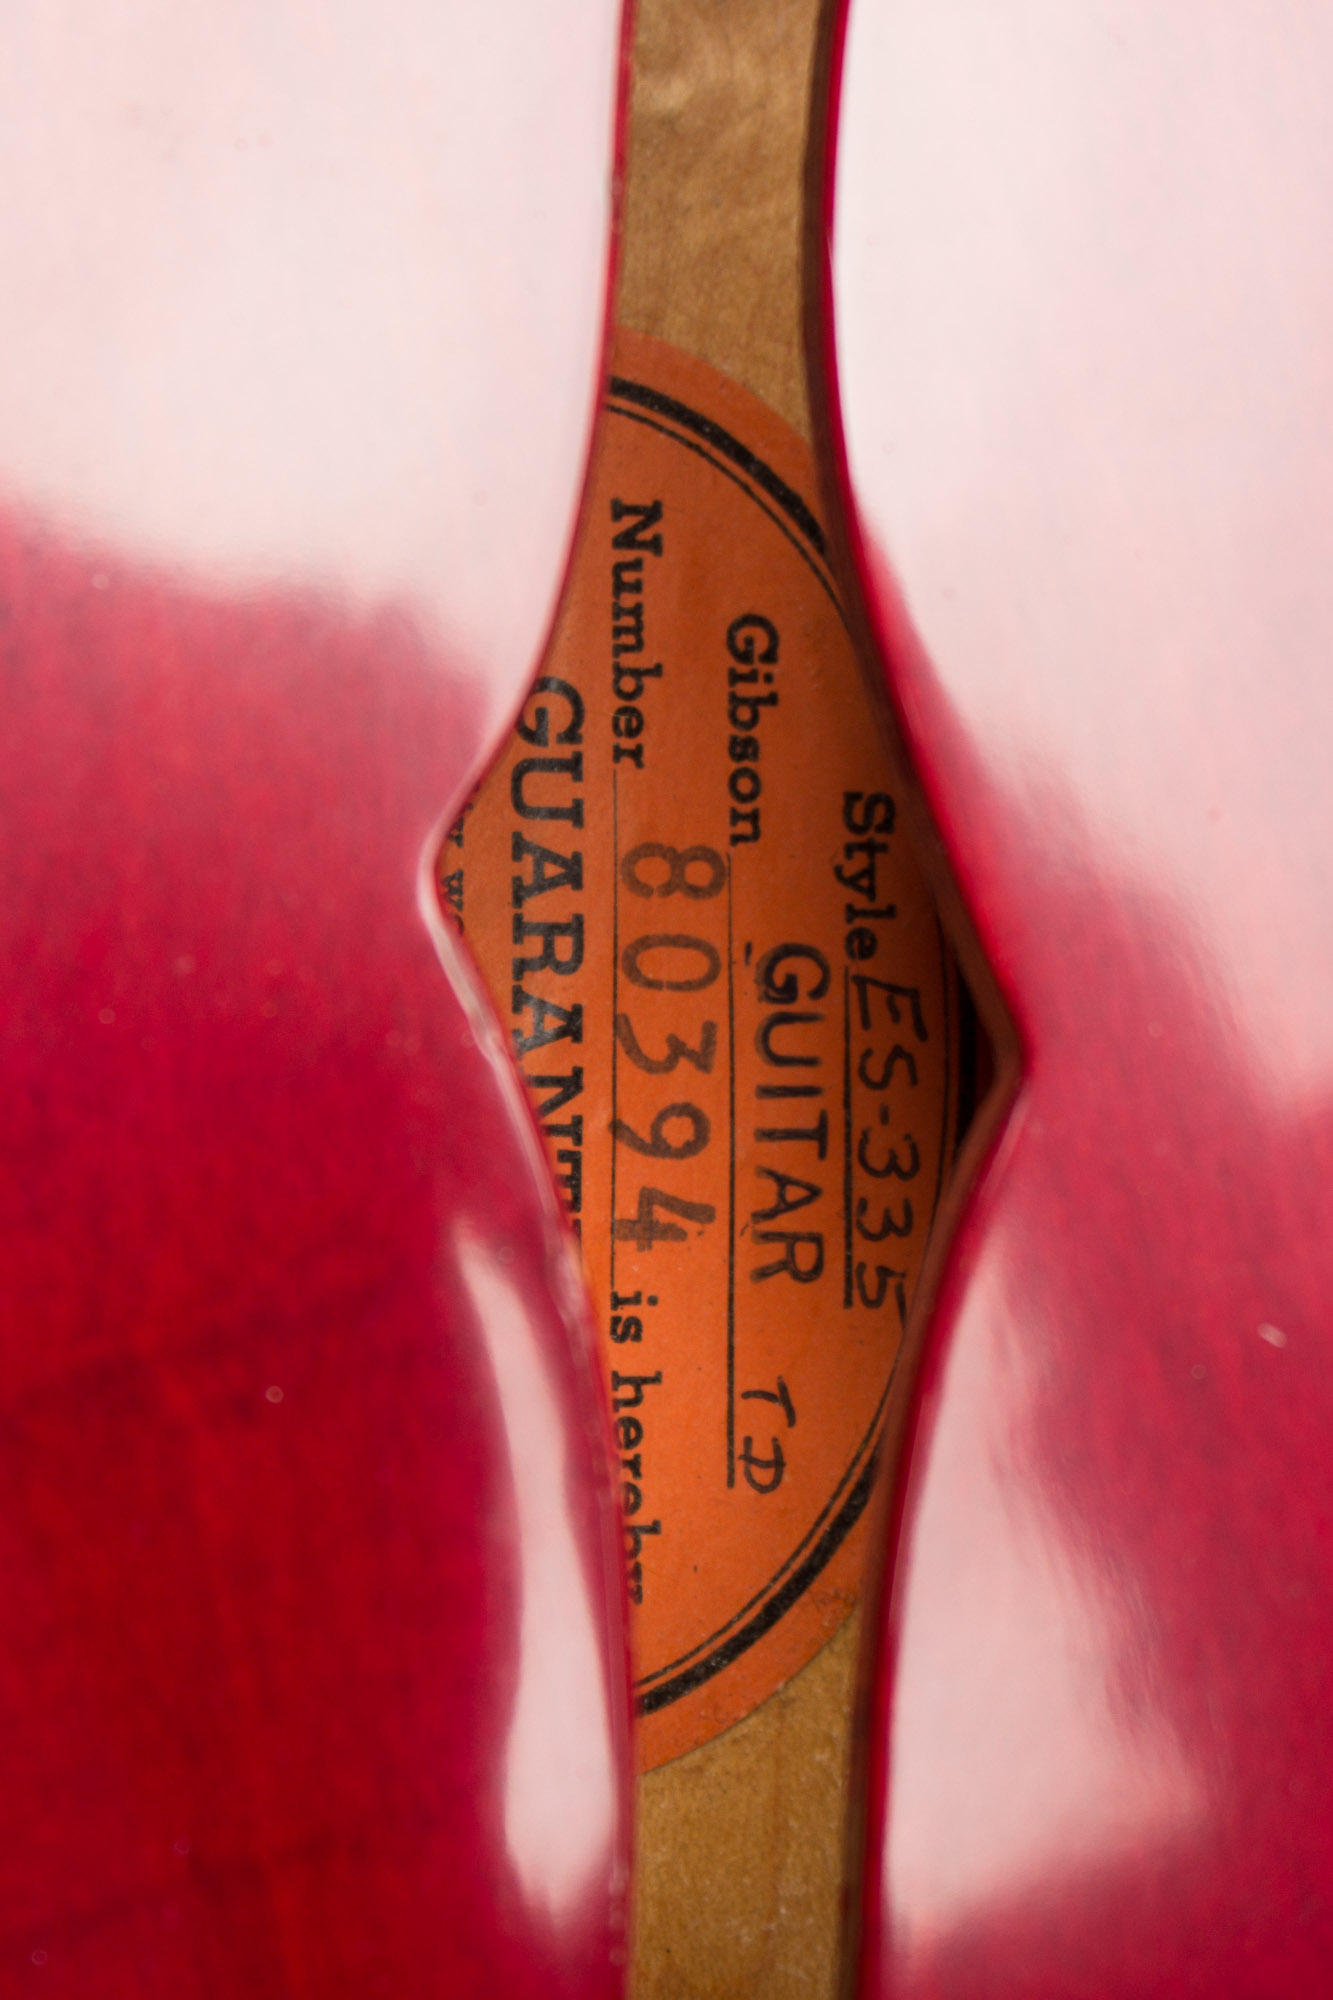 Style ES-335
GUITAR TD
Gibson
Number 80394 is hereby
GUARANT